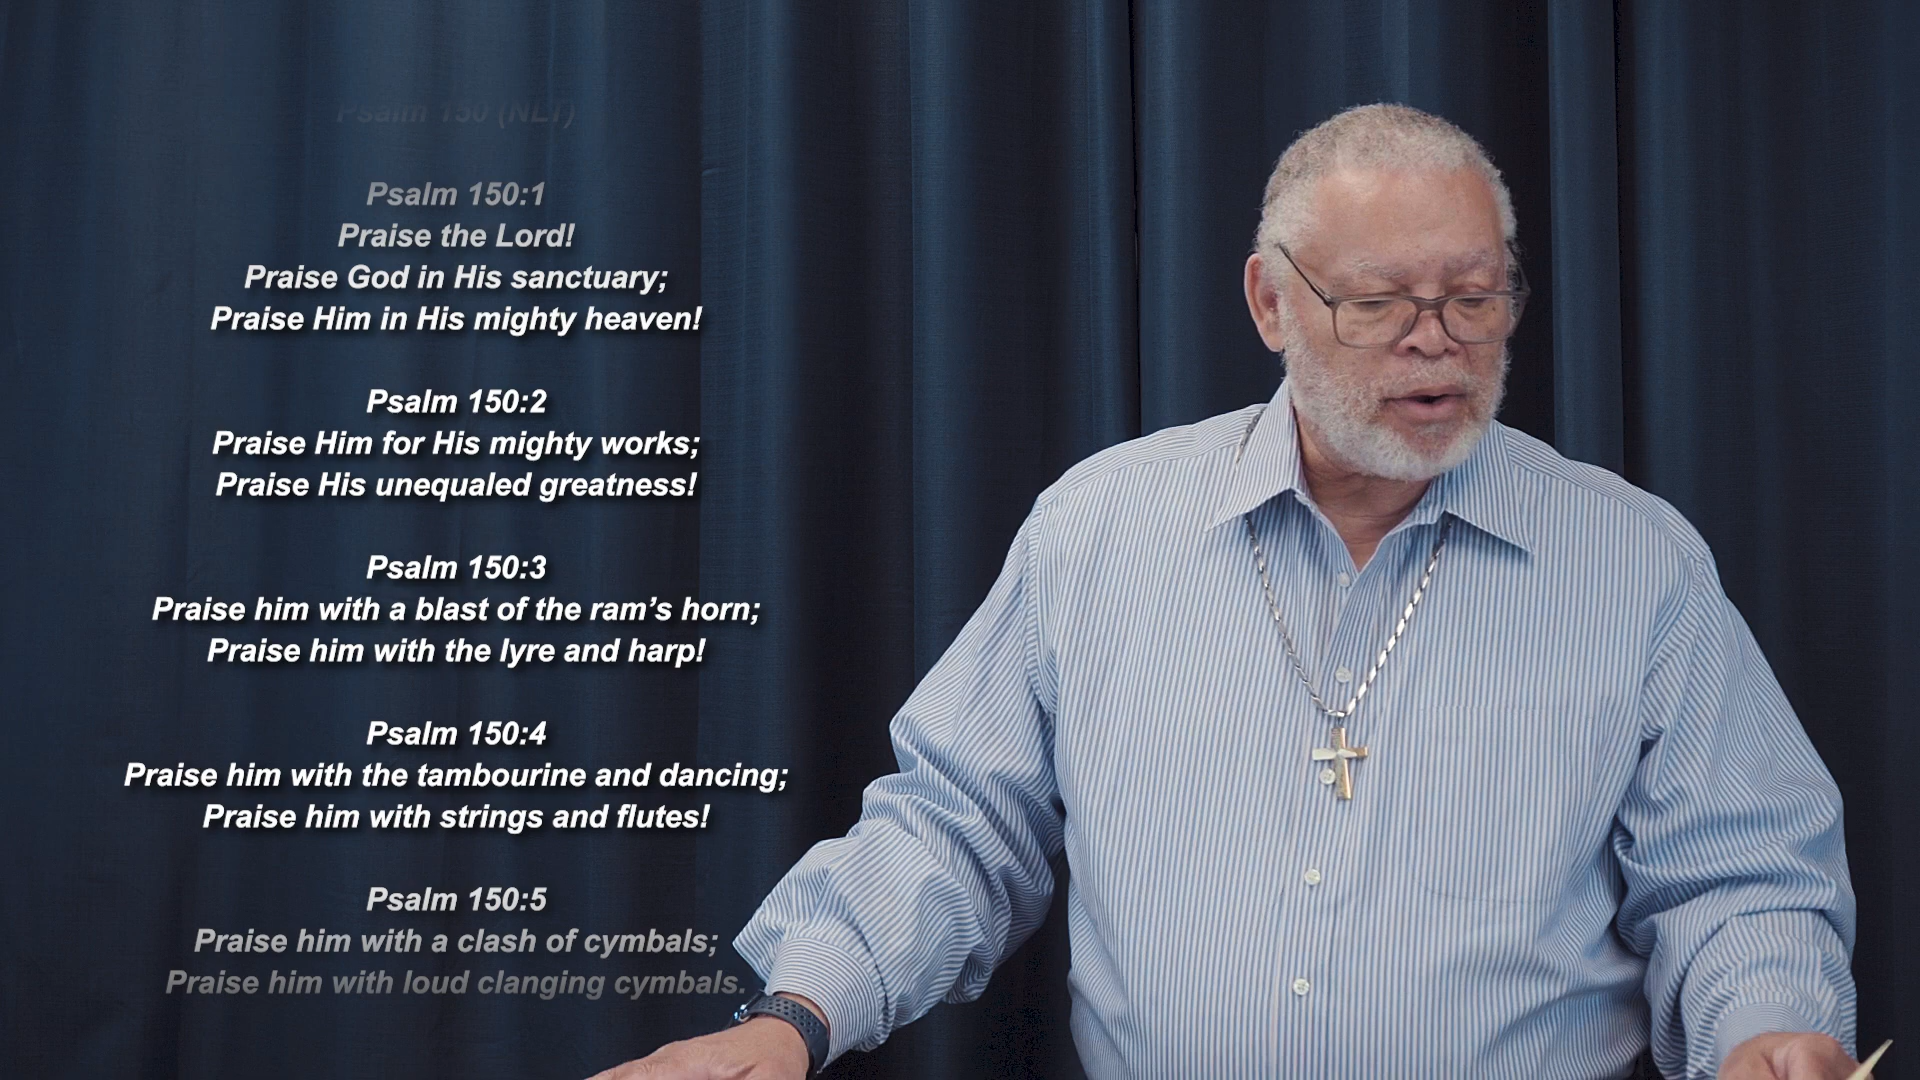 Psalm 150 (NLT)
Psalm 150:1
Praise the Lord!
Praise God in His sanctuary;
Praise Him in His mighty heaven!
Psalm 150:2
Praise Him for His mighty works;
Praise His unequaled greatness!
Psalm 150:3
Praise him with a blast of the ram’s horn;
Praise him with the lyre and harp!
Psalm 150:4
Praise him with the tambourine and dancing;
Praise him with strings and flutes!
Psalm 150:5
Praise him with a clash of cymbals;
Praise him with loud clanging cymbals.